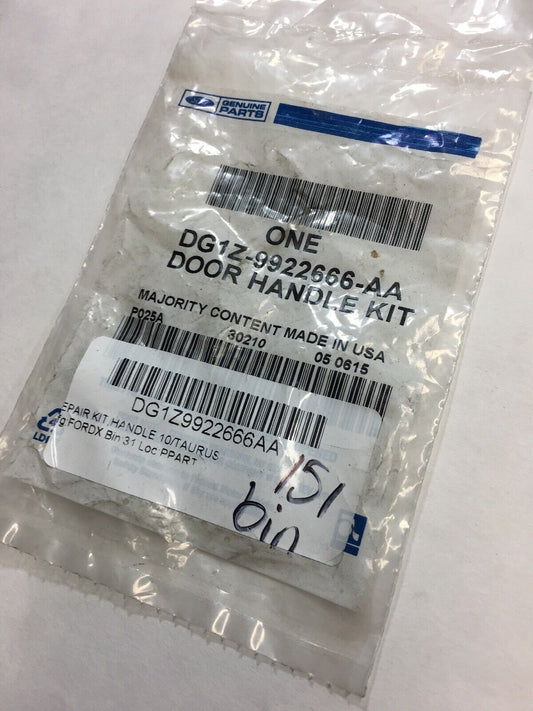 GENUINE
PARTS
ONE
DG1Z-9922666-AA
DOOR HANDLE KIT
MAJORITY CONTENT MADE IN USA
P025A 30210 05 0615
DG1Z9922666AA
EPAIR KIT,HANDLE 10/TAURUS
g:FORDX Bin:31 Loc PPART
151
bin